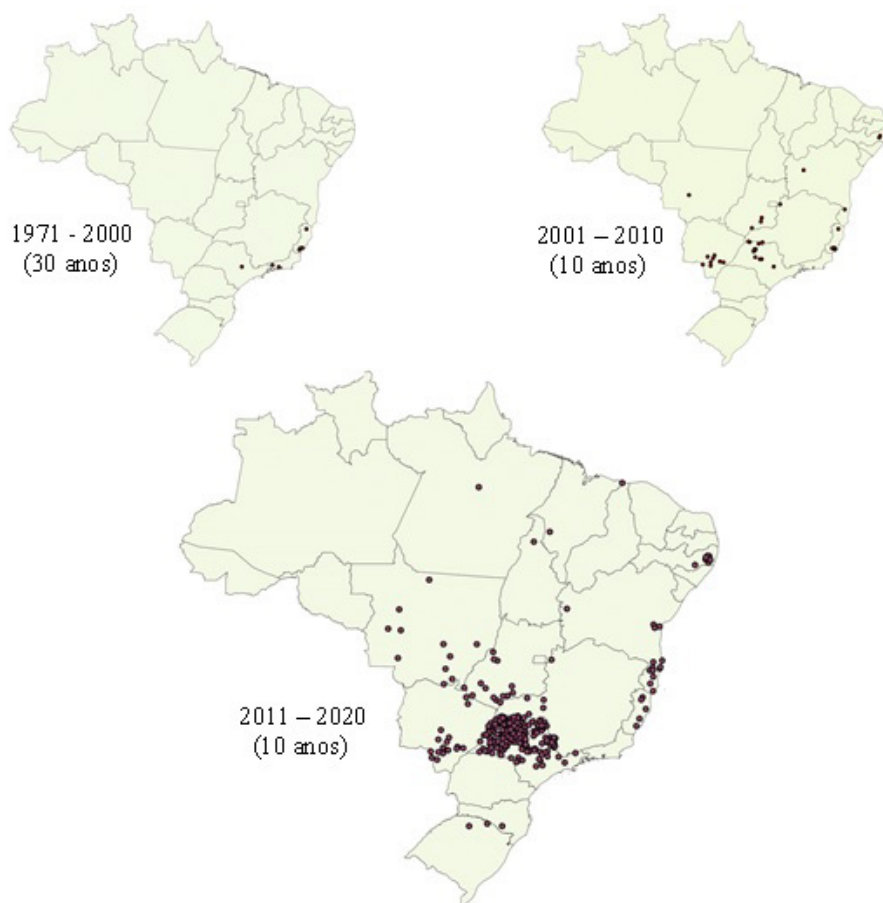 1971 - 2000
(30 anos)
2001 – 2010
(10 anos)
2011 – 2020
(10 anos)